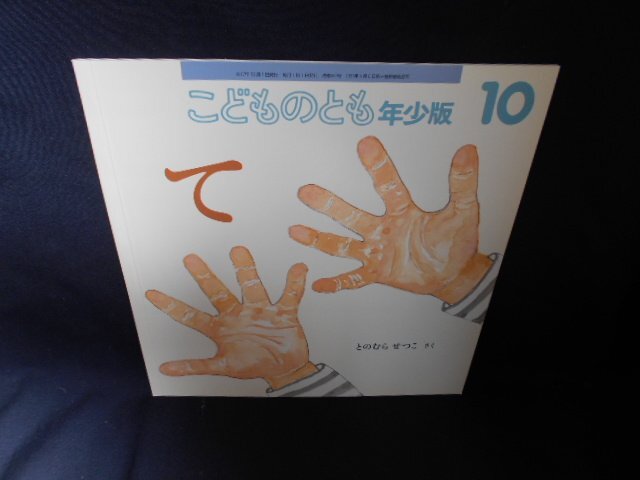 こどものとも 年少版 10
て
とのむら せつこ さく